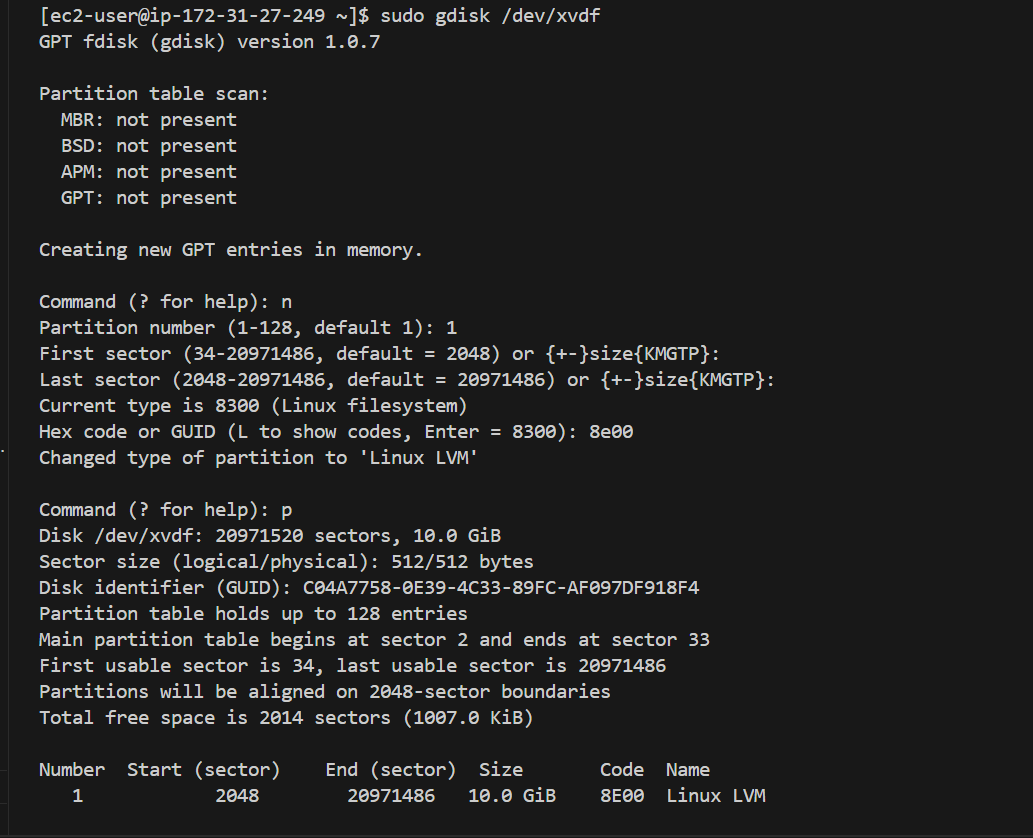 [ec2-user@ip-172-31-27-249 ~]$ sudo gdisk /dev/xvdf
GPT fdisk (gdisk) version 1.0.7
Partition table scan:
  MBR: not present
  BSD: not present
  APM: not present
  GPT: not present
Creating new GPT entries in memory.
Command (? for help): n
Partition number (1-128, default 1): 1
First sector (34-20971486, default = 2048) or {+-}size{KMGTP}:
Last sector (2048-20971486, default = 20971486) or {+-}size{KMGTP}:
Current type is 8300 (Linux filesystem)
Hex code or GUID (L to show codes, Enter = 8300): 8e00
Changed type of partition to 'Linux LVM'
Command (? for help): p
Disk /dev/xvdf: 20971520 sectors, 10.0 GiB
Sector size (logical/physical): 512/512 bytes
Disk identifier (GUID): C04A7758-0E39-4C33-89FC-AF097DF918F4
Partition table holds up to 128 entries
Main partition table begins at sector 2 and ends at sector 33
First usable sector is 34, last usable sector is 20971486
Partitions will be aligned on 2048-sector boundaries
Total free space is 2014 sectors (1007.0 KiB)
Number  Start (sector)    End (sector)  Size       Code  Name
   1            2048        20971486   10.0 GiB    8E00  Linux LVM